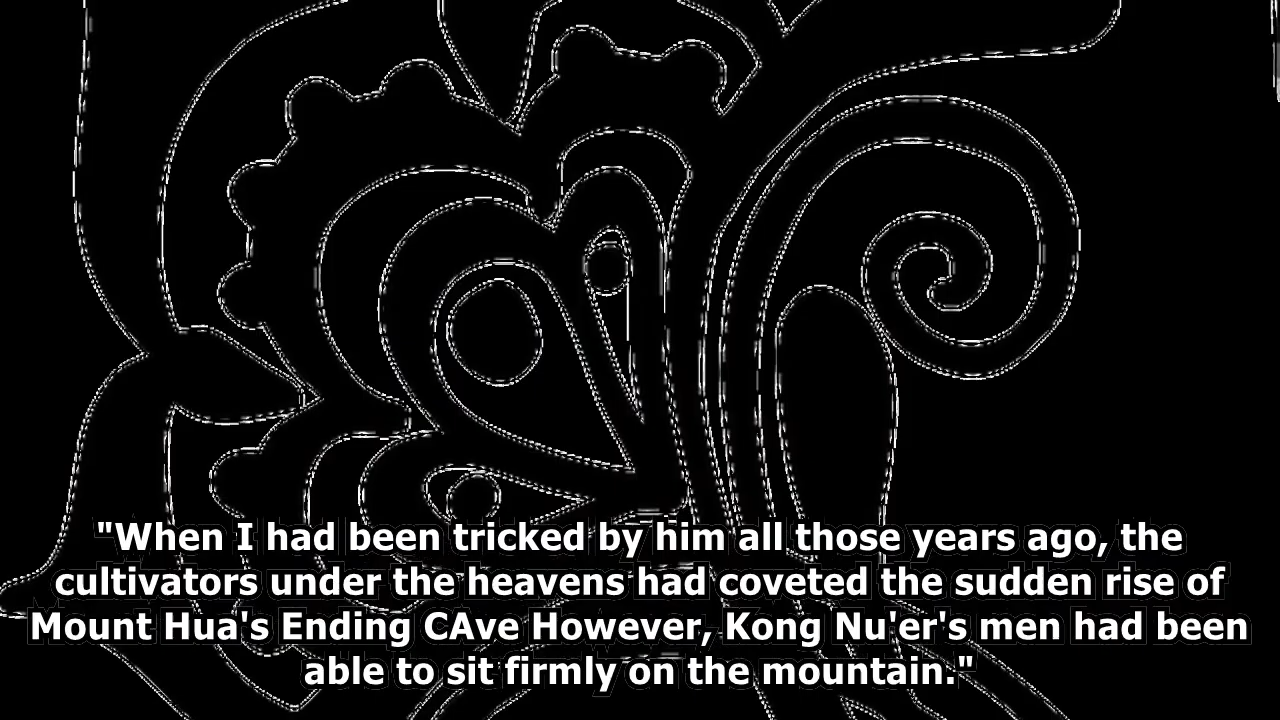 "When I had been tricked by him all those years ago, the
cultivators under the heavens had coveted the sudden rise of
Mount Hua's Ending CAve However, Kong Nu'er's men had been
able to sit firmly on the mountain."